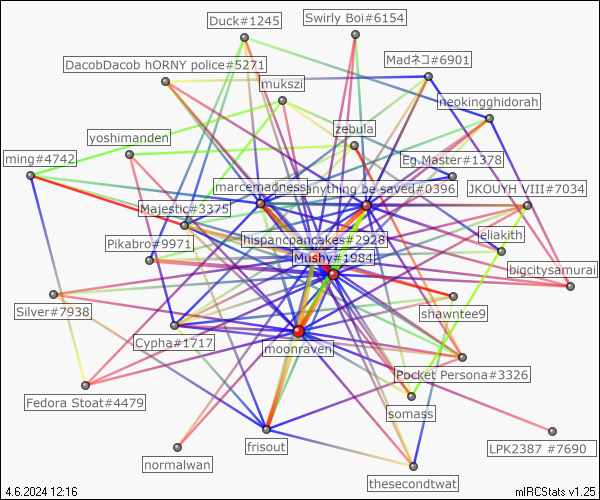 Duck#1245
Swirly Boi#6154
Madネコ#6901
DacobDacob hORNY police#5271
mukszi
neokingghidorah
zebula
yoshimanden
ming#4742
Eg.Master#1378
marcemadness
anything be saved#0396
JKOUYH VIII#7034
Majestic#3375
Pikabro#9971
hispancpancakes#2928
eliakith
Mushy#1984
bigcitysamurai
Silver#7938
shawntee9
Cypha#1717
moonraven
Pocket Persona#3326
Fedora Stoat#4479
somass
frisout
LPK2387 #7690
normalwan
thesecondtwat
4.6.2024 12:16
mIRCStats v1.25